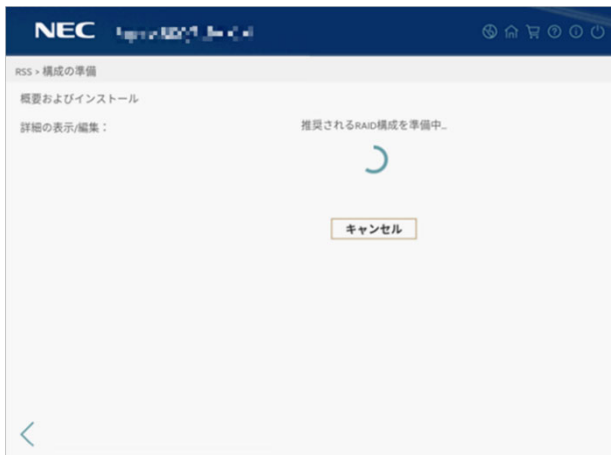 NEC
RSS > 構成の準備
概要およびインストール
詳細の表示/編集：
推奨されるRAID構成を準備中...
キャンセル